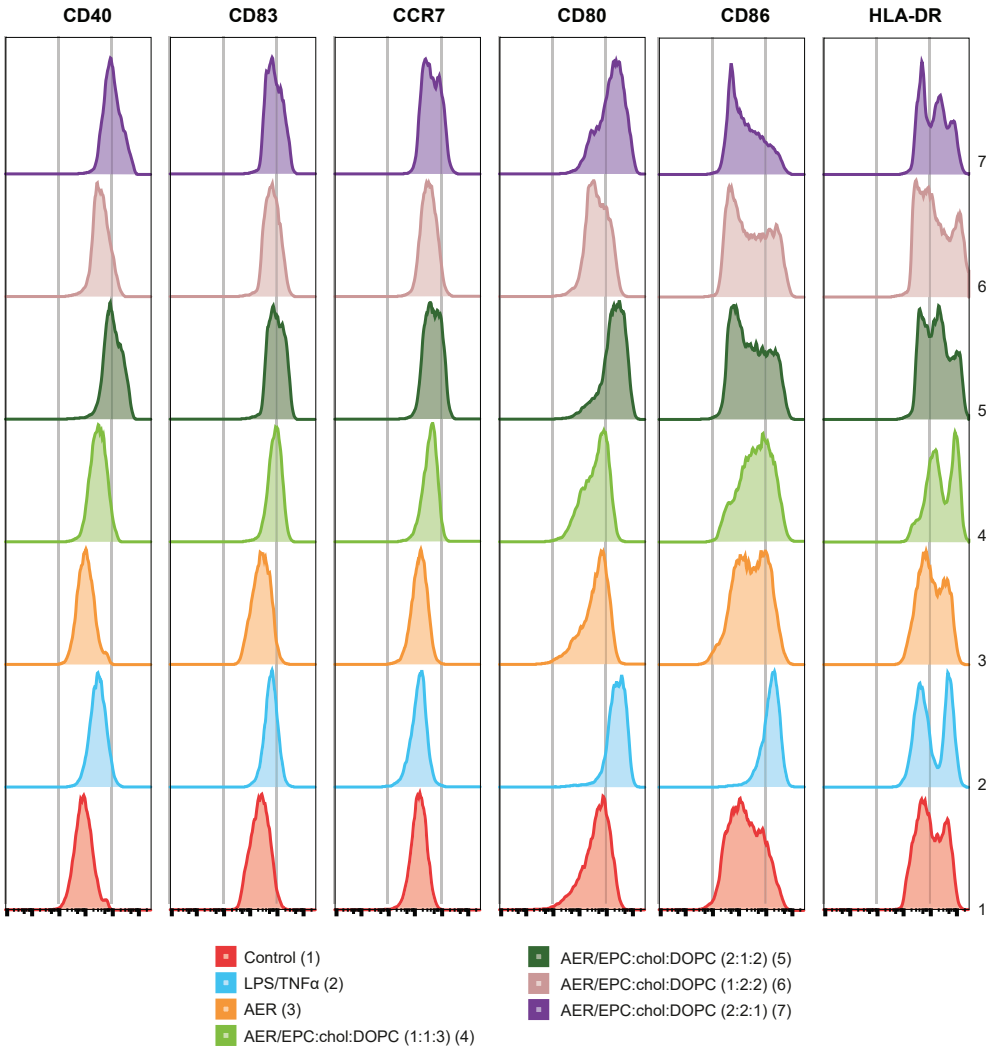 CD40 CD83 CCR7 CD80 CD86 HLA-DR
7
6
5
4
3
2
1
Control (1)
LPS/TNFα (2)
AER (3)
AER/EPC:chol:DOPC (1:1:3) (4)
AER/EPC:chol:DOPC (2:1:2) (5)
AER/EPC:chol:DOPC (1:2:2) (6)
AER/EPC:chol:DOPC (2:2:1) (7)